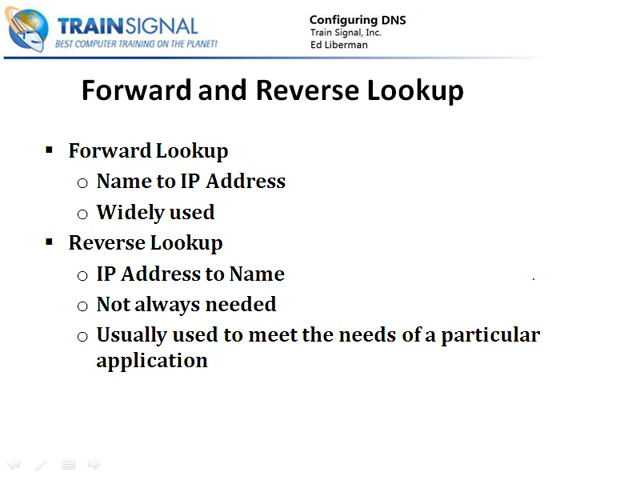 TRAINSIGNAL
BEST COMPUTER TRAINING ON THE PLANET!
Configuring DNS
Train Signal, Inc.
Ed Liberman
Forward and Reverse Lookup
▪ Forward Lookup
o Name to IP Address
o Widely used
▪ Reverse Lookup
o IP Address to Name
o Not always needed
o Usually used to meet the needs of a particular
application